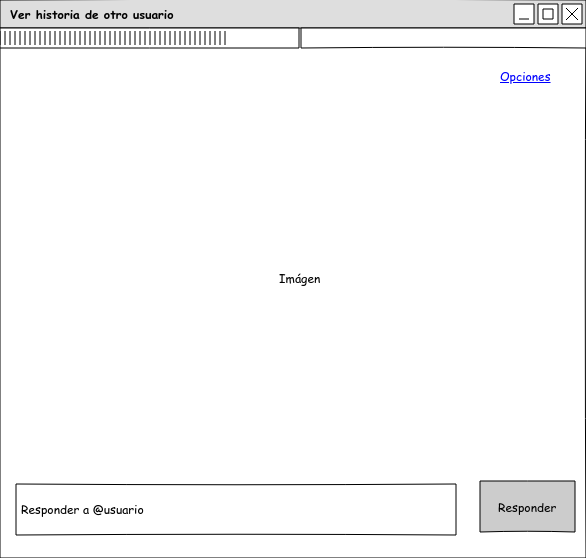 Ver historia de otro usuario
Opciones
Imágen
Responder a @usuario
Responder